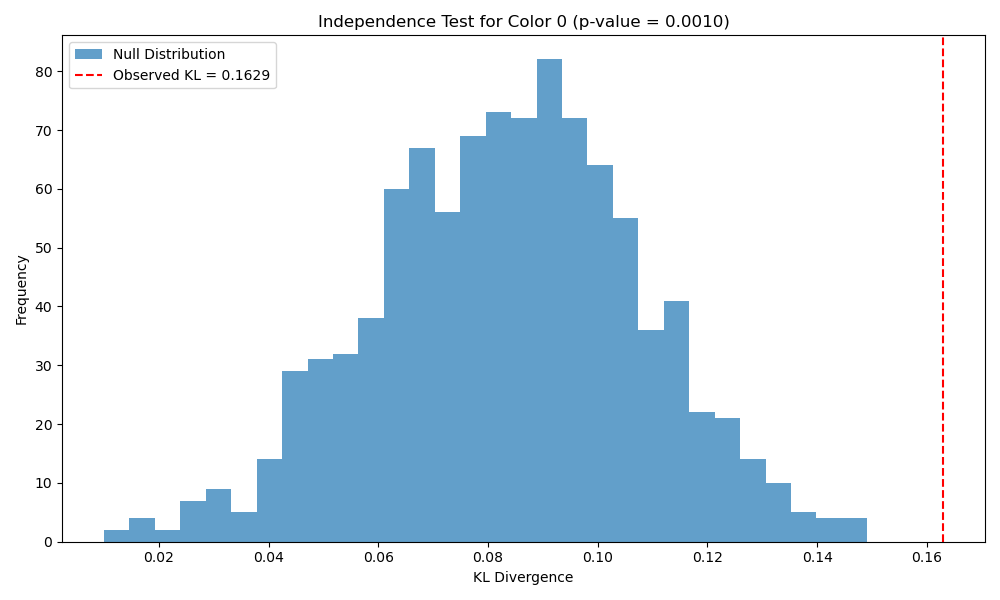 Independence Test for Color 0 (p-value = 0.0010)
Null Distribution
Observed KL = 0.1629
80
70
60
50
40
30
20
10
0
Frequency
0.02 0.04 0.06 0.08 0.10 0.12 0.14 0.16
KL Divergence